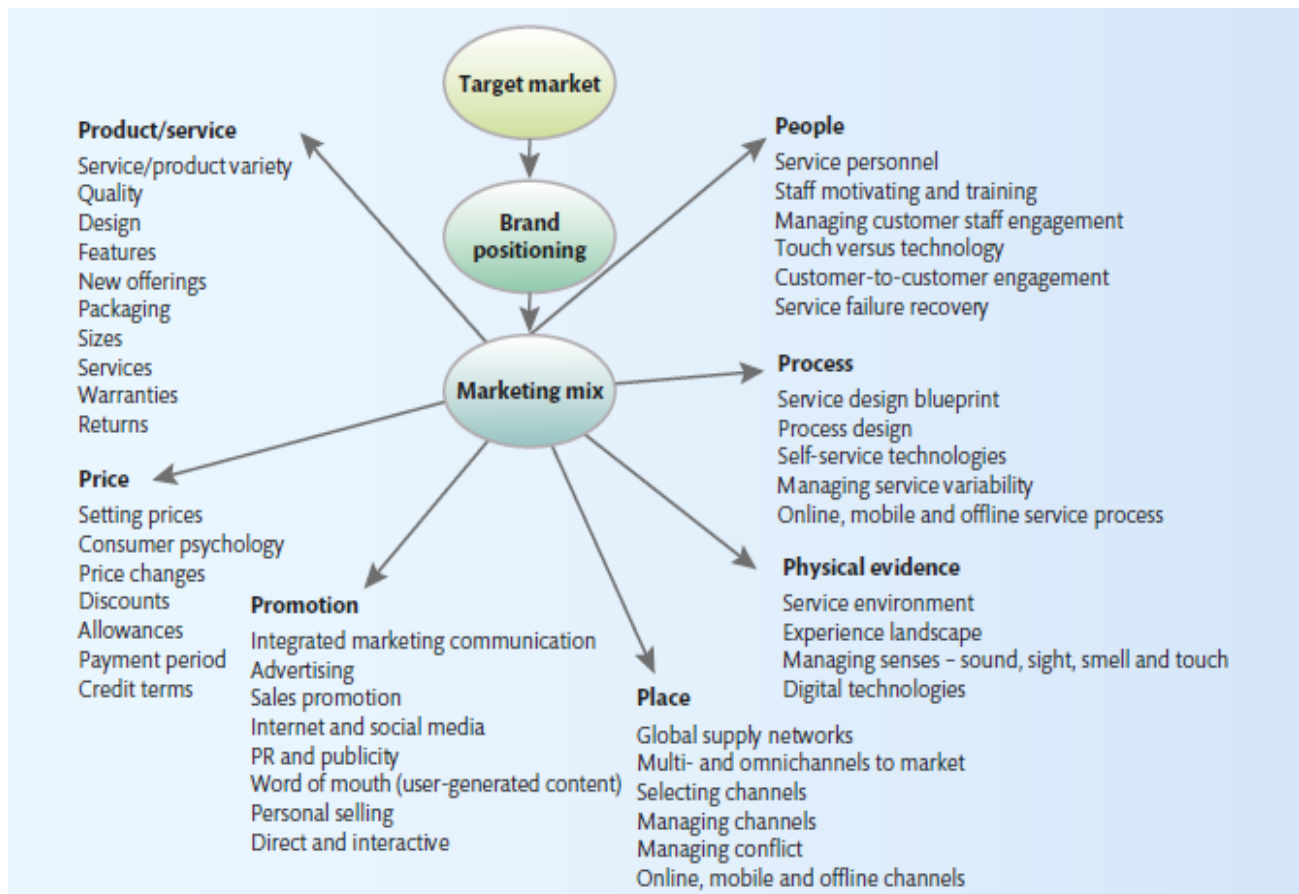 Target market
Brand
positioning
Marketing mix
Product/service
Service/product variety
Quality
Design
Features
New offerings
Packaging
Sizes
Services
Warranties
Returns
Price
Setting prices
Consumer psychology
Price changes
Discounts
Allowances
Payment period
Credit terms
Promotion
Integrated marketing communication
Advertising
Sales promotion
Internet and social media
PR and publicity
Word of mouth (user-generated content)
Personal selling
Direct and interactive
Place
Global supply networks
Multi- and omnichannels to market
Selecting channels
Managing channels
Managing conflict
Online, mobile and offline channels
Physical evidence
Service environment
Experience landscape
Managing senses – sound, sight, smell and touch
Digital technologies
Process
Service design blueprint
Process design
Self-service technologies
Managing service variability
Online, mobile and offline service process
People
Service personnel
Staff motivating and training
Managing customer staff engagement
Touch versus technology
Customer-to-customer engagement
Service failure recovery